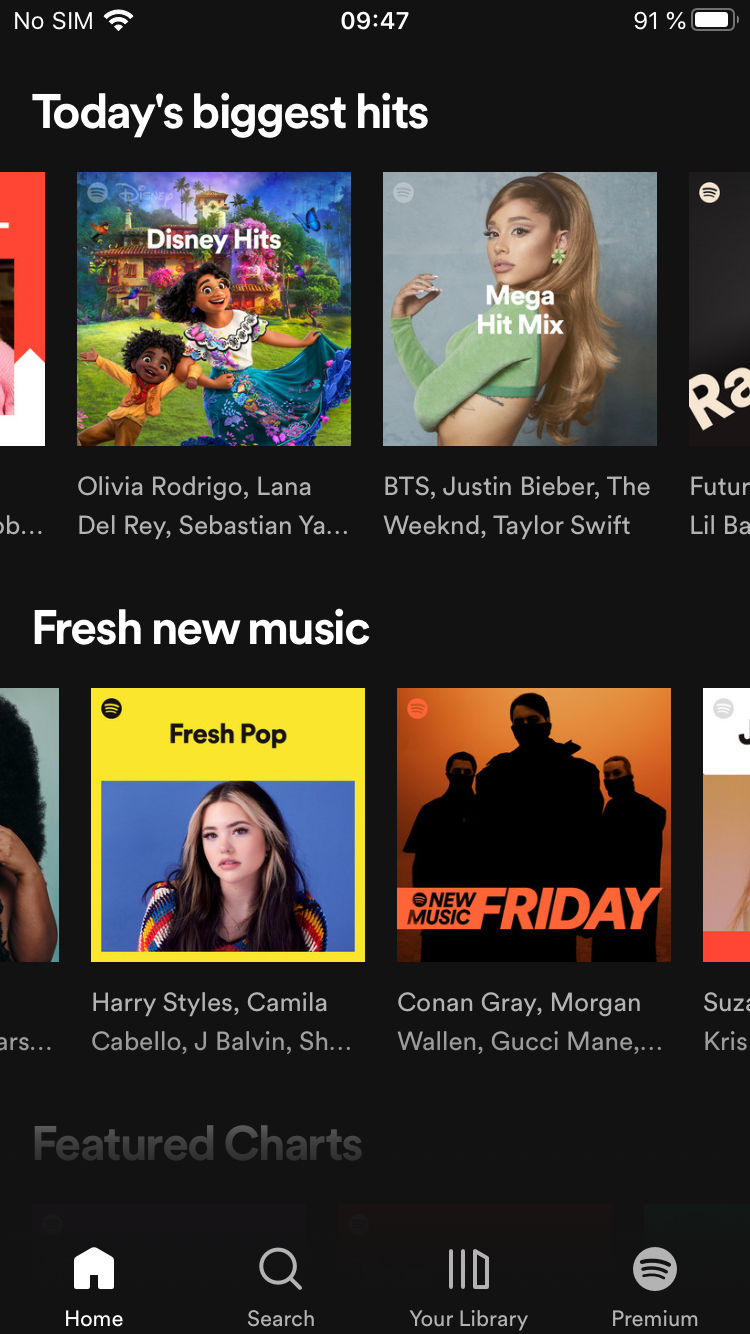 No SIM 09:47 91 %
Today's biggest hits
Disney
Disney Hits
Mega
Hit Mix
Ra
Olivia Rodrigo, Lana
Del Rey, Sebastian Ya...
BTS, Justin Bieber, The
Weeknd, Taylor Swift
ob...
Futur
Lil Ba
Fresh new music
Fresh Pop
NEW
MUSIC FRIDAY
J
ars...
Harry Styles, Camila
Cabello, J Balvin, Sh...
Conan Gray, Morgan
Wallen, Gucci Mane,...
Suza
Kris
Featured Charts
Home Search Your Library Premium